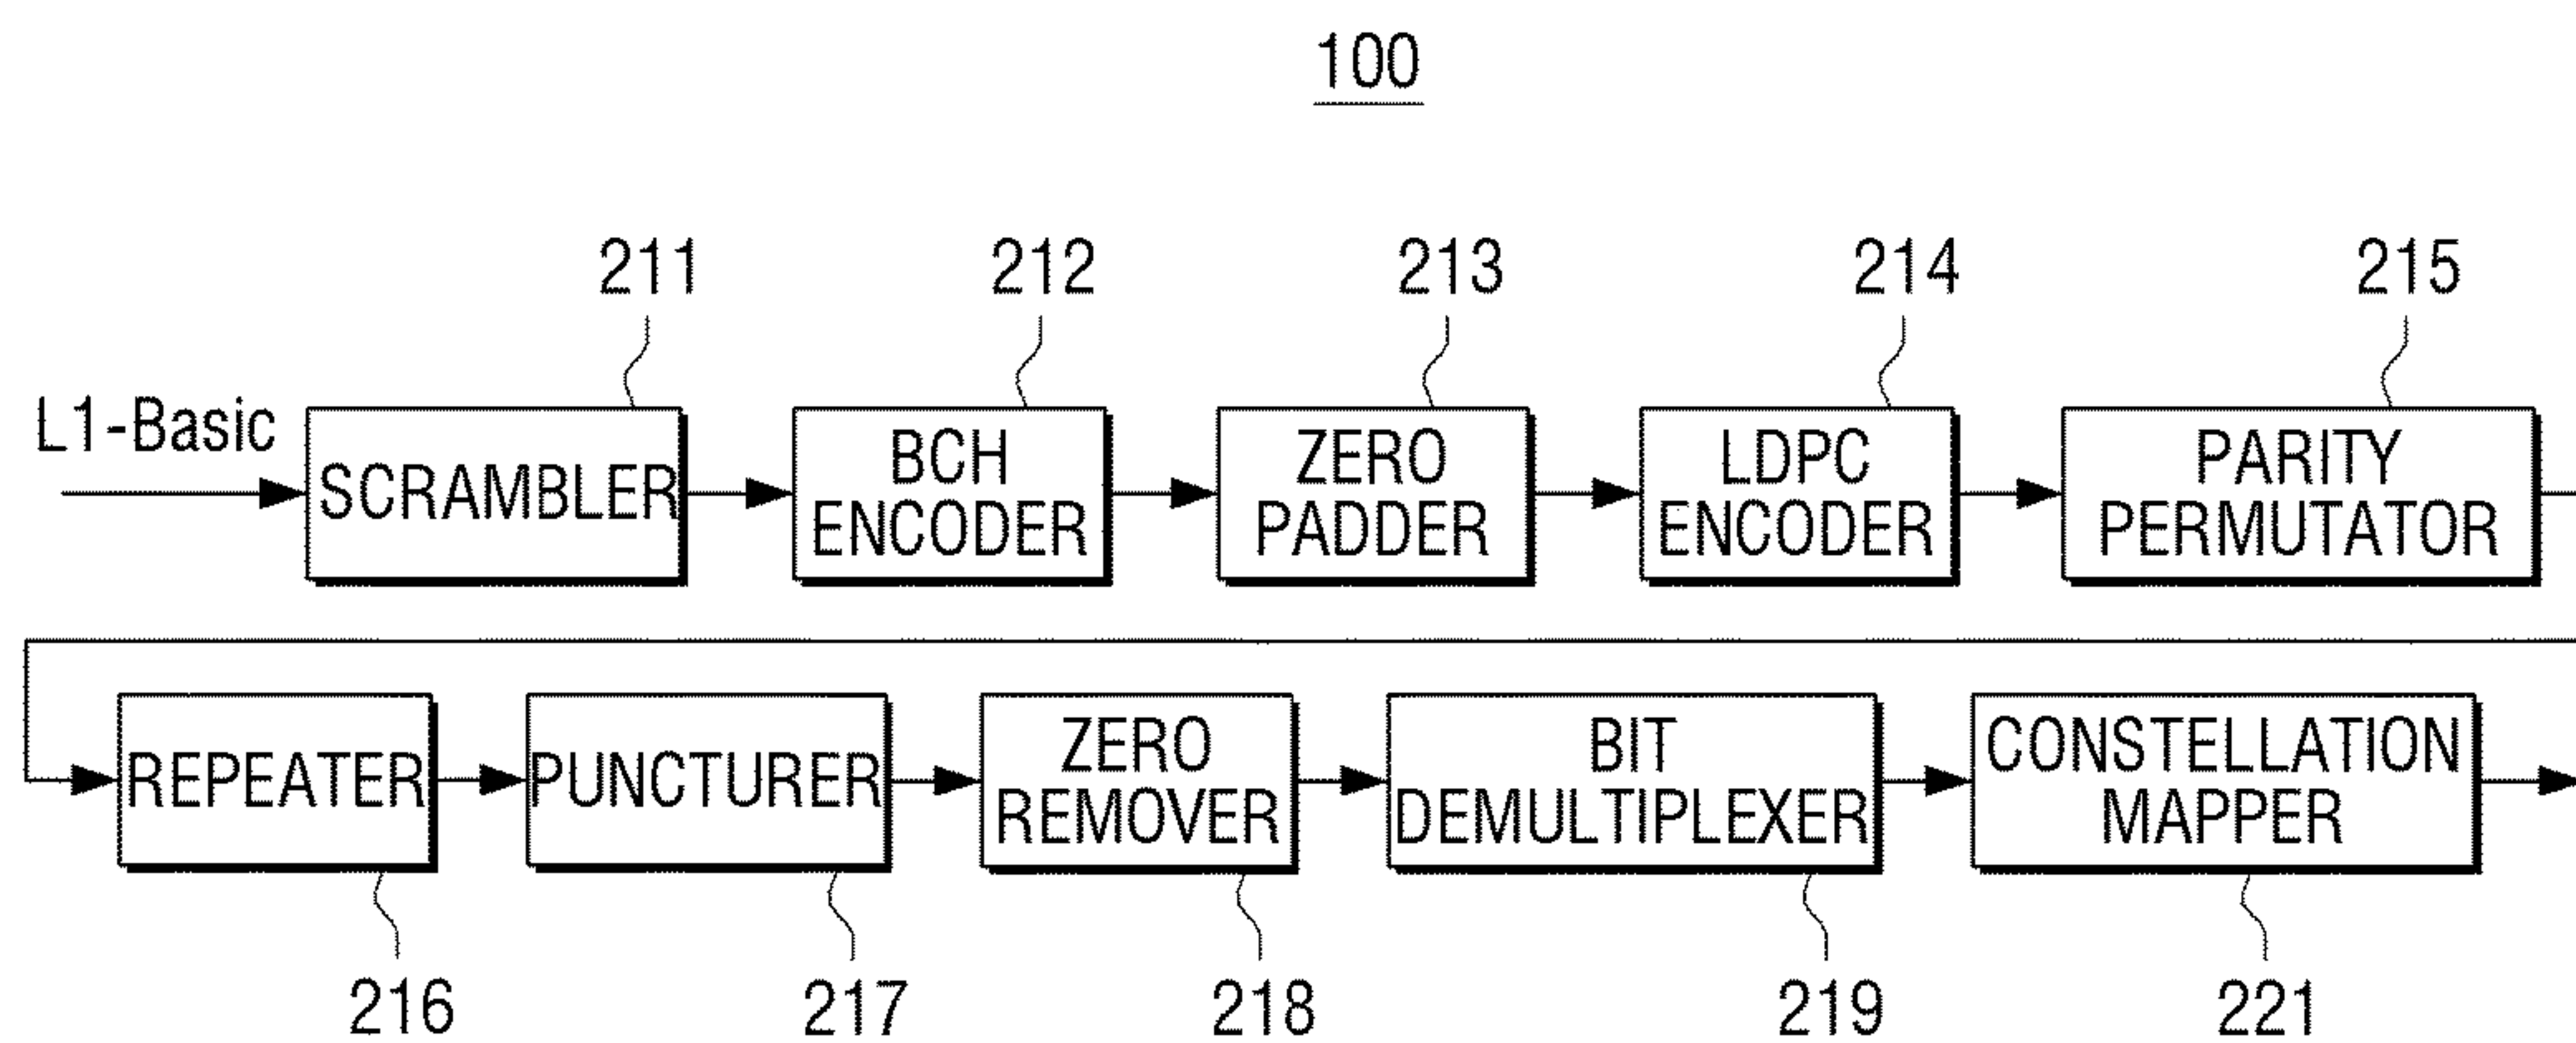 100
211
212
213
214
215
L1-Basic
SCRAMBLER
BCH
ENCODER
ZERO
PADDER
LDPC
ENCODER
PARITY
PERMUTATOR
REPEATER
PUNCTURER
ZERO
REMOVER
BIT
DEMULTIPLEXER
CONSTELLATION
MAPPER
216
217
218
219
221